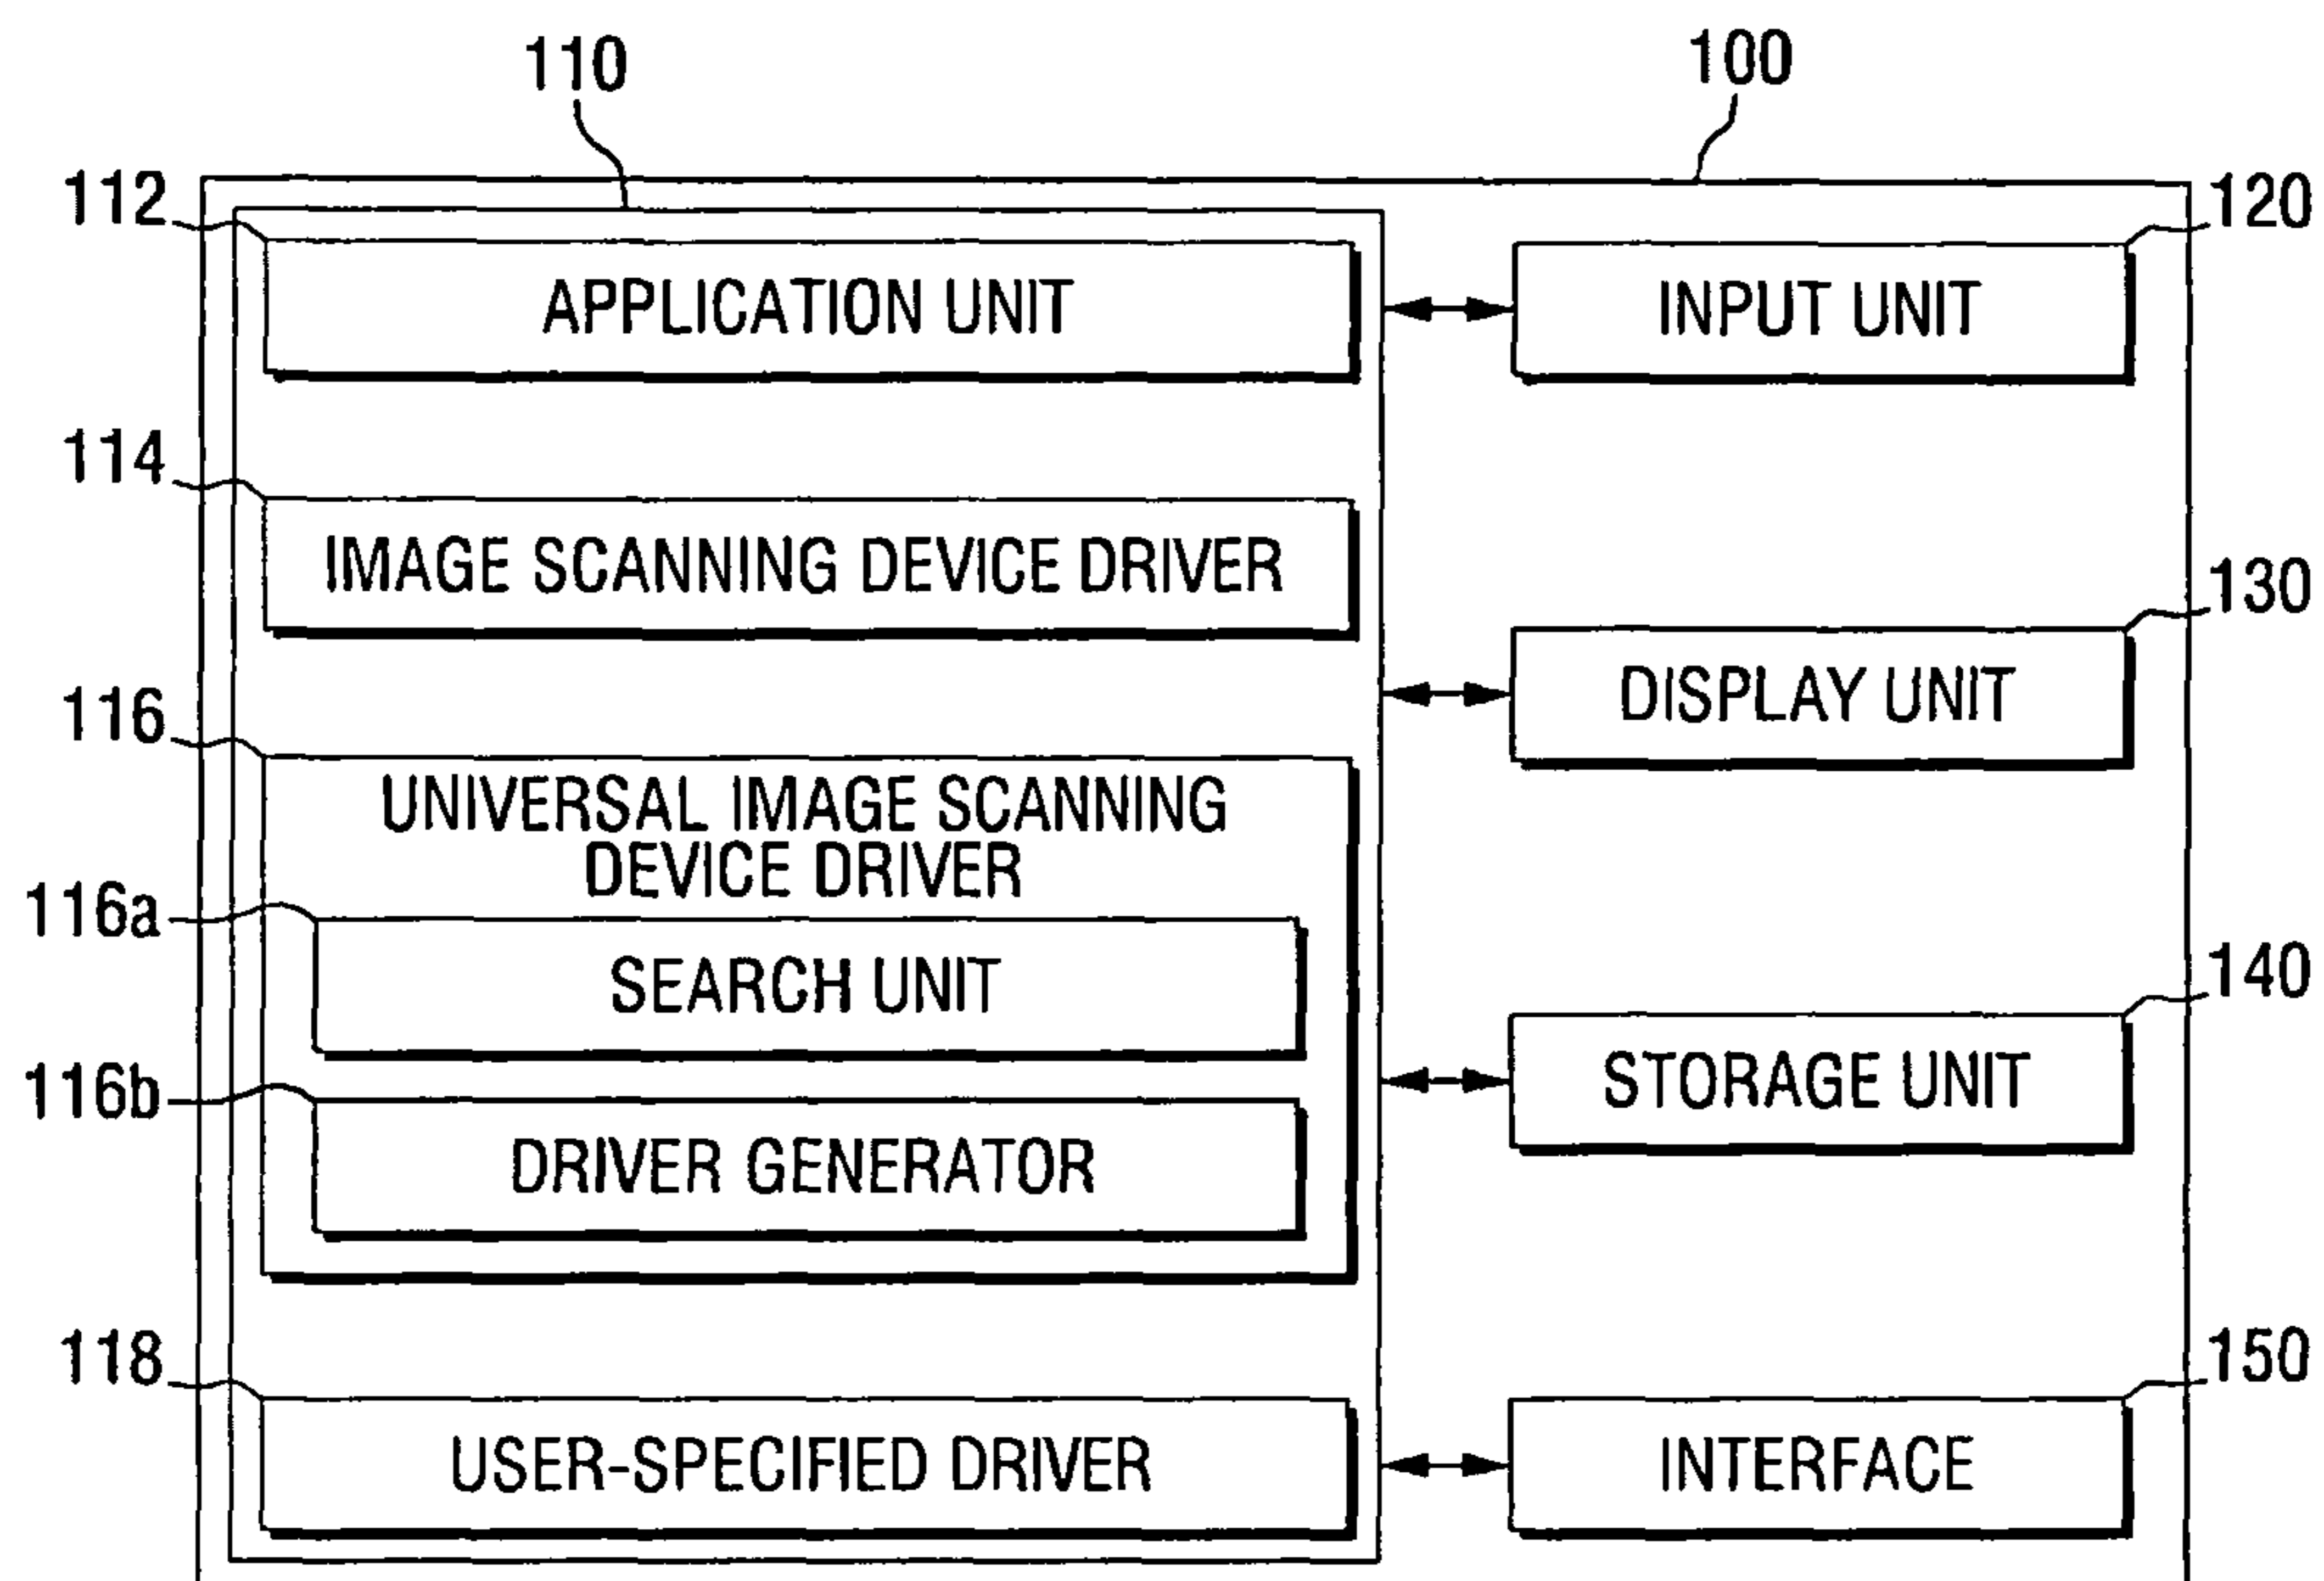 110
100
112
120
APPLICATION UNIT
INPUT UNIT
114
IMAGE SCANNING DEVICE DRIVER
130
DISPLAY UNIT
116
UNIVERSAL IMAGE SCANNING
DEVICE DRIVER
116a
SEARCH UNIT
140
STORAGE UNIT
116b
DRIVER GENERATOR
118
150
USER-SPECIFIED DRIVER
INTERFACE